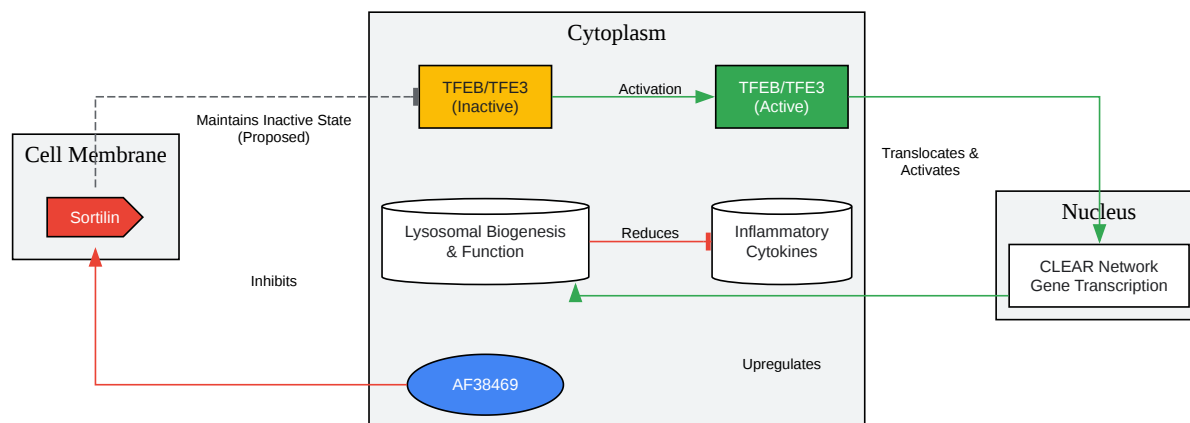 Cytoplasm
TFEB/TFE3
(Inactive)
Activation
TFEB/TFE3
(Active)
Maintains Inactive State
(Proposed)
Cell Membrane
Sortilin
Translocates &
Activates
Nucleus
Lysosomal Biogenesis
& Function
Reduces
Inflammatory
Cytokines
CLEAR Network
Gene Transcription
Inhibits
Upregulates
AF38469